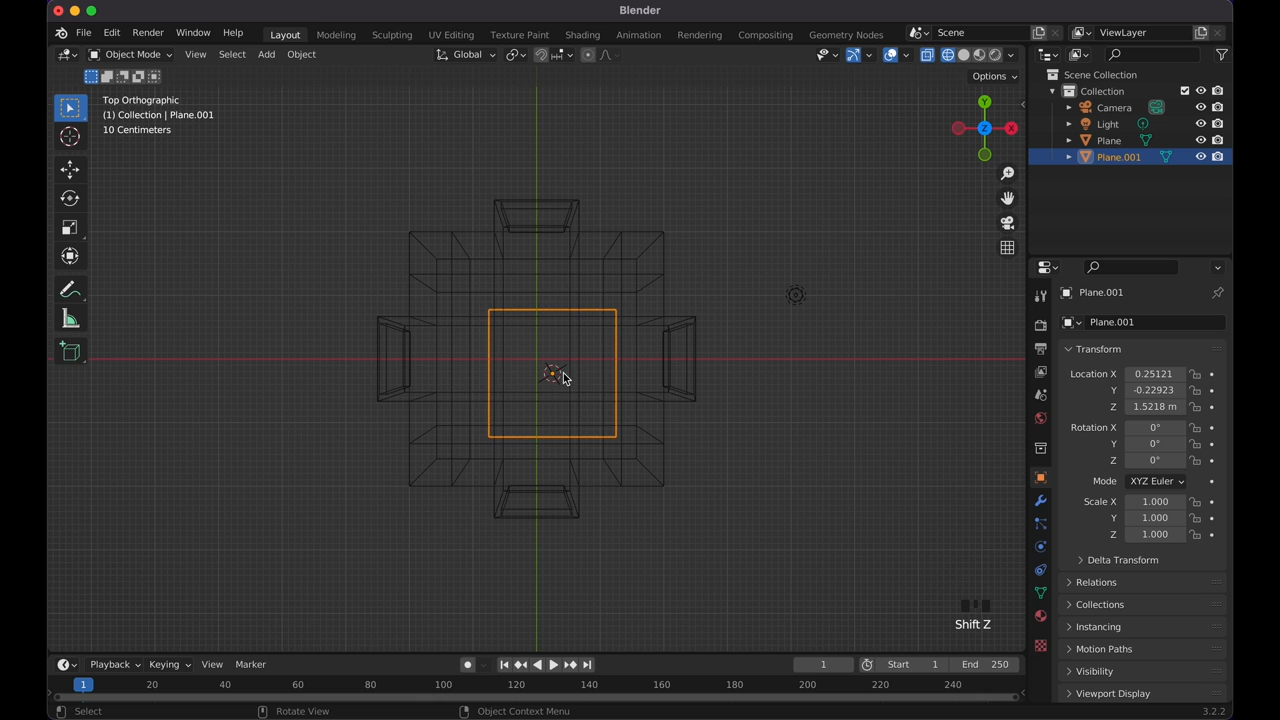 Blender
File Edit Render Window Help Layout Modeling Sculpting UV Editing Texture Paint Shading Animation Rendering Compositing Geometry Nodes Scene ViewLayer
Object Mode View Select Add Object Global
Options
Top Orthographic
(1) Collection | Plane.001
10 Centimeters
Y
X
Z
Scene Collection
Collection
Camera
Light
Plane
Plane.001
Plane.001
Plane.001
Transform
Location X 0.25121
Y -0.22923
Z 1.5218 m
Rotation X 0°
Y 0°
Z 0°
Mode XYZ Euler
Scale X 1.000
Y 1.000
Z 1.000
Delta Transform
Relations
Collections
Instancing
Motion Paths
Visibility
Viewport Display
Shift Z
Playback Keying View Marker 1 Start 1 End 250
1 20 40 60 80 100 120 140 160 180 200 220 240
Select Rotate View Object Context Menu 3.2.2